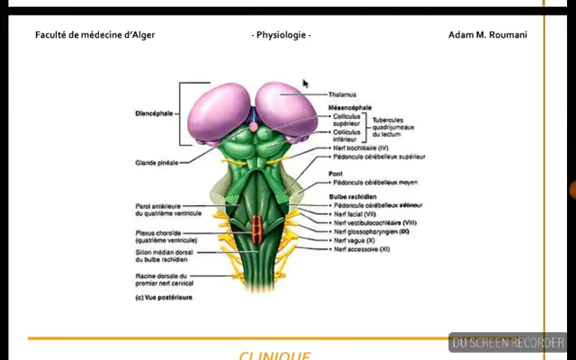 Faculté de médecine d'Alger
- Physiologie -
Adam M. Roumani
Diencéphale
Glande pinéale
Paroi antérieure
du quatrième ventricule
Plexus choroïde
(quatrième ventricule)
Sillon médian dorsal
du bulbe rachidien
Racine dorsale du
premier nerf cervical
(c) Vue postérieure
Thalamus
Mésencéphale
• Colliculus
supérieur
• Colliculus
inférieur
Tubercules
quadrijumeaux
du tectum
• Nerf trochléaire (IV)
• Pédoncule cérébelleux supérieur
Pont
• Pédoncule cérébelleux moyen
Bulbe rachidien
• Pédoncule cérébelleux inférieur
• Nerf facial (VII)
• Nerf vestibulocochléaire (VIII)
• Nerf glossopharyngien (IX)
• Nerf vague (X)
• Nerf accessoire (XI)
DU SCREEN RECORDER
CLINIQUE